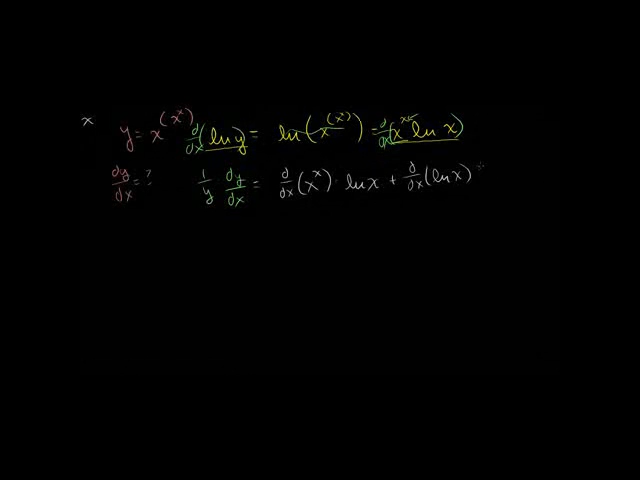 x
y = x^(x^x) d/dx (ln y) = ln (x^(x^x)) = d/dx (x^x ln x)
dy/dx = ? 1/y · dy/dx = d/dx (x^x) · ln x + d/dx (ln x)